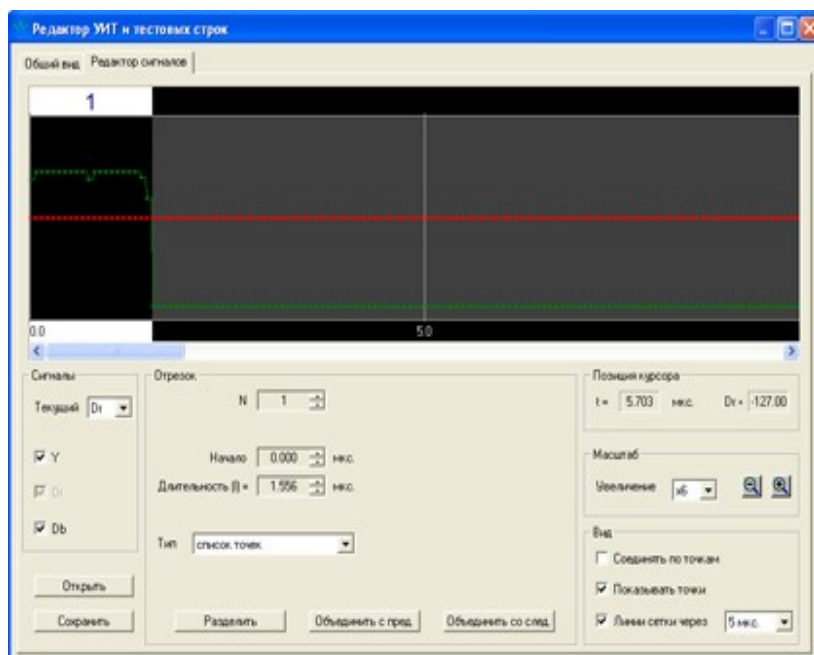 Редактор УИТ и тестовых строк
Общий вид Редактор сигналов
1
0.0 5.0
Сигналы
Текущий Dr
Y
Dr
Db
Открыть
Сохранить
Отрезок
N 1
Начало 0.000 мкс.
Длительность (l) = 1.556 мкс.
Тип список точек
Разделить Объединить с пред. Объединить со след.
Позиция курсора
t = 5.703 мкс. Dr = -127.00
Масштаб
Увеличение x6
Вид
Соединять по точкам
Показывать точки
Линии сетки через 5 мкс.